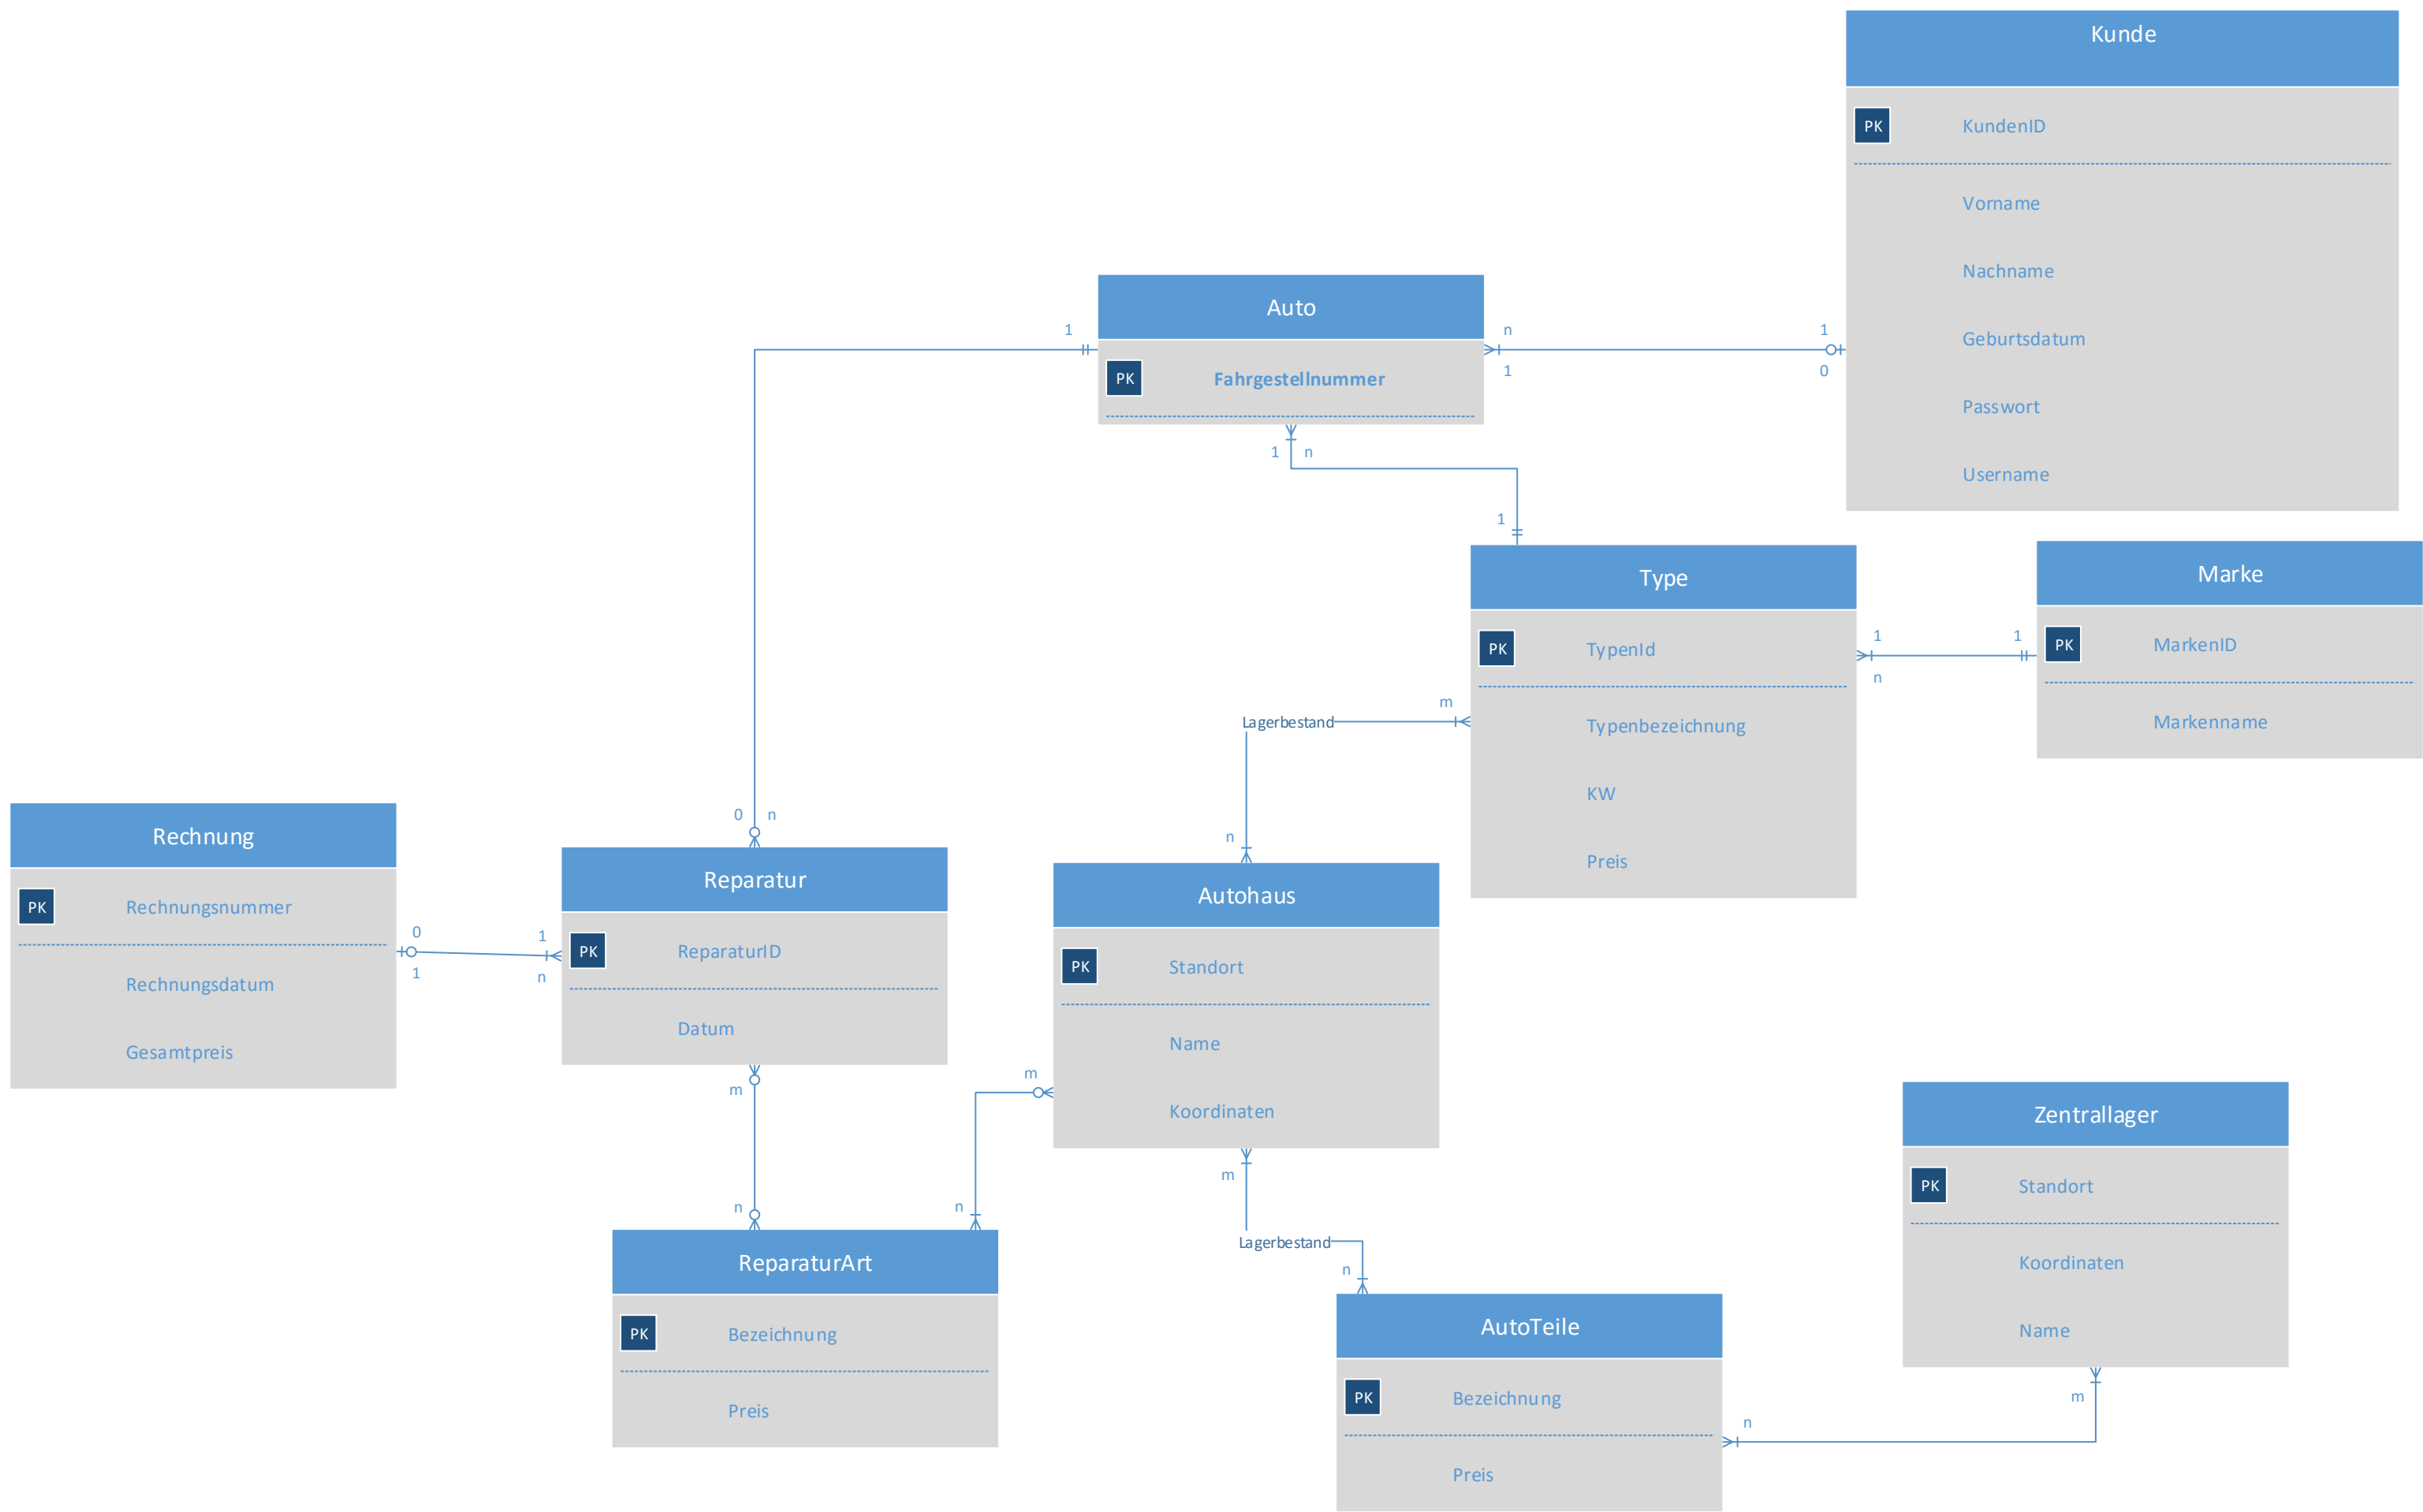 Kunde
PK KundenID
Vorname
Nachname
Geburtsdatum
Passwort
Username
Auto
PK Fahrgestellnummer
1
n
1
1
0
1 n
1
Type
PK TypenId
Typenbezeichnung
KW
Preis
Marke
PK MarkenID
Markenname
1
n
1
m
Lagerbestand
n
0 n
Rechnung
PK Rechnungsnummer
Rechnungsdatum
Gesamtpreis
0
1
1
n
Reparatur
PK ReparaturID
Datum
m
n
Autohaus
PK Standort
Name
Koordinaten
m
n
m
Lagerbestand
n
ReparaturArt
PK Bezeichnung
Preis
AutoTeile
PK Bezeichnung
Preis
Zentrallager
PK Standort
Koordinaten
Name
m
n